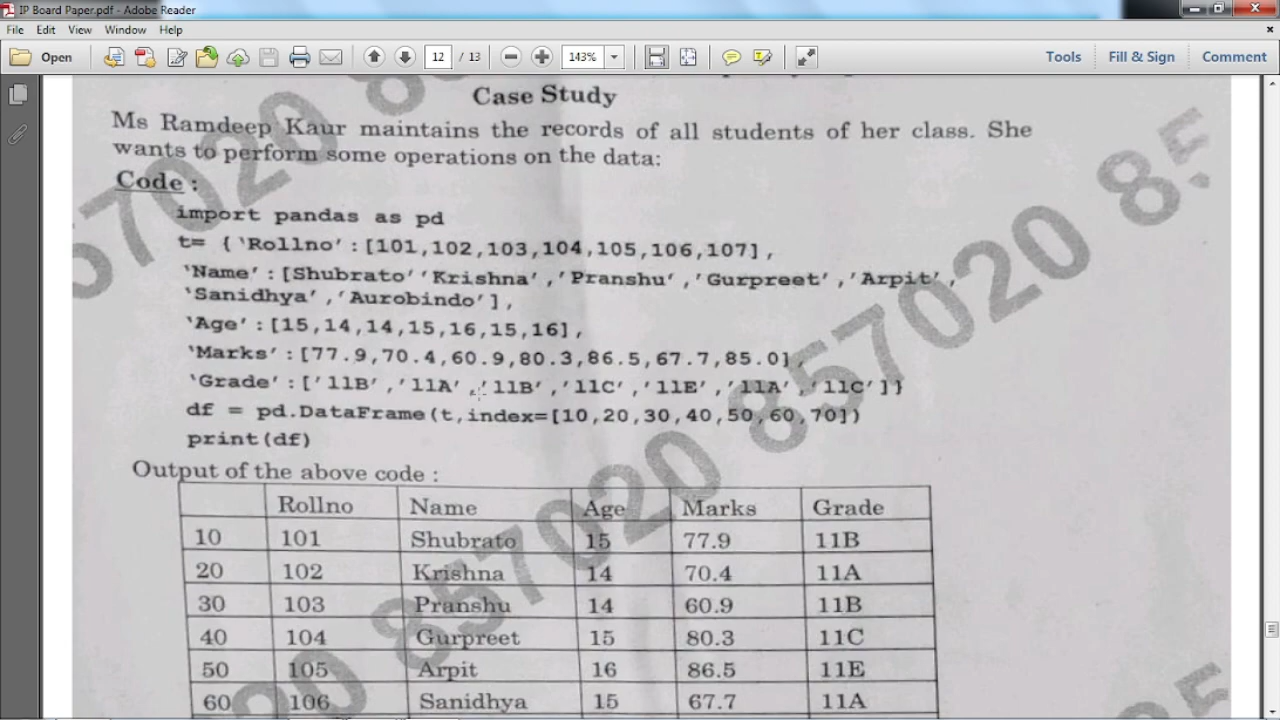 IP Board Paper.pdf - Adobe Reader
File Edit View Window Help
Open 12 / 13 143% Tools Fill & Sign Comment
Case Study
Ms Ramdeep Kaur maintains the records of all students of her class. She
wants to perform some operations on the data:
Code :
import pandas as pd
t= { 'Rollno' : [101,102,103,104,105,106,107] ,
'Name' : [Shubrato' 'Krishna' ,'Pranshu' ,'Gurpreet' ,'Arpit' ,
'Sanidhya' ,'Aurobindo'] ,
'Age' : [15,14,14,15,16,15,16] ,
'Marks' : [77.9,70.4,60.9,80.3,86.5,67.7,85.0] ,
'Grade' : ['11B' ,'11A' ,'11B' ,'11C' ,'11E' ,'11A' ,'11C' ]}
df = pd.DataFrame(t,index=[10,20,30,40,50,60,70])
print(df)
Output of the above code :
Rollno Name Age Marks Grade
10 101 Shubrato 15 77.9 11B
20 102 Krishna 14 70.4 11A
30 103 Pranshu 14 60.9 11B
40 104 Gurpreet 15 80.3 11C
50 105 Arpit 16 86.5 11E
60 106 Sanidhya 15 67.7 11A
857020 857020 85